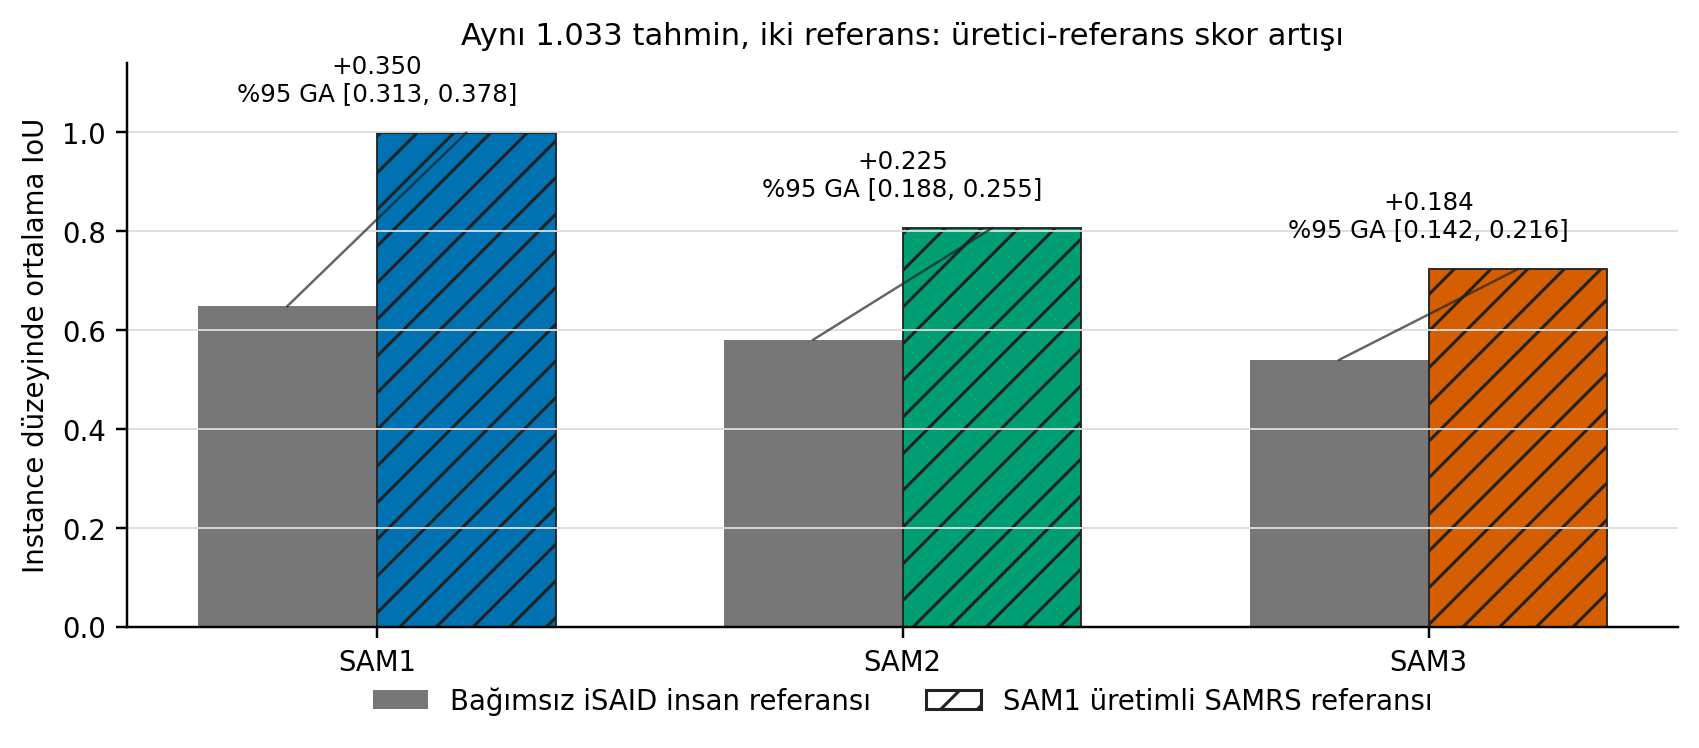 Aynı 1.033 tahmin, iki referans: üretici-referans skor artışı
+0.350
%95 GA [0.313, 0.378]
+0.225
%95 GA [0.188, 0.255]
+0.184
%95 GA [0.142, 0.216]
Instance düzeyinde ortalama IoU
1.0
0.8
0.6
0.4
0.2
0.0
SAM1
SAM2
SAM3
Bağımsız iSAID insan referansı
SAM1 üretimli SAMRS referansı